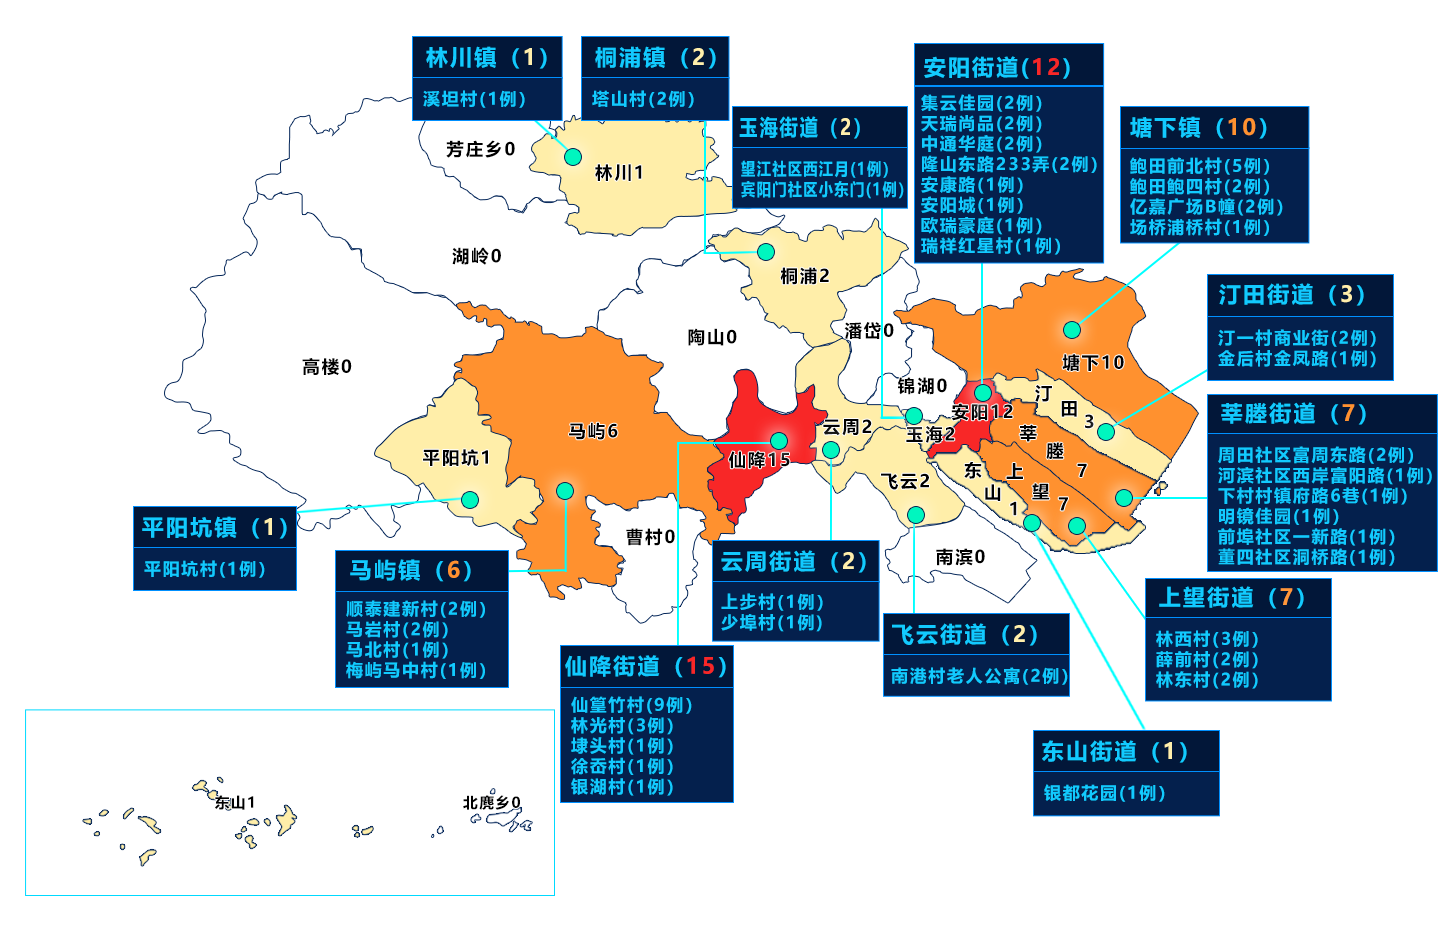 林川镇（1）
溪坦村(1例)
桐浦镇（2）
塔山村(2例)
玉海街道（2）
望江社区西江月(1例)
宾阳门社区小东门(1例)
安阳街道(12)
集云佳园(2例)
天瑞尚品(2例)
中通华庭(2例)
隆山东路233弄(2例)
安康路(1例)
安阳城(1例)
欧瑞豪庭(1例)
瑞祥红星村(1例)
塘下镇（10）
鲍田前北村(5例)
鲍田鲍四村(2例)
亿嘉广场B幢(2例)
场桥浦桥村(1例)
汀田街道（3）
汀一村商业街(2例)
金后村金凤路(1例)
莘塍街道（7）
周田社区富周东路(2例)
河滨社区西岸富阳路(1例)
下村村镇府路6巷(1例)
明镜佳园(1例)
前埠社区一新路(1例)
董四社区洞桥路(1例)
芳庄乡0
林川1
湖岭0
桐浦2
高楼0
陶山0
潘岱0
锦湖0
塘下10
汀田3
安阳12
玉海2
莘塍7
马屿6
云周2
平阳坑1
仙降15
飞云2
东山1
上望7
曹村0
南滨0
平阳坑镇（1）
平阳坑村(1例)
马屿镇（6）
顺泰建新村(2例)
马岩村(2例)
马北村(1例)
梅屿马中村(1例)
云周街道（2）
上步村(1例)
少埠村(1例)
仙降街道（15）
仙篁竹村(9例)
林光村(3例)
埭头村(1例)
徐岙村(1例)
银湖村(1例)
飞云街道（2）
南港村老人公寓(2例)
上望街道（7）
林西村(3例)
薛前村(2例)
林东村(2例)
东山街道（1）
银都花园(1例)
东山1
北麂乡0